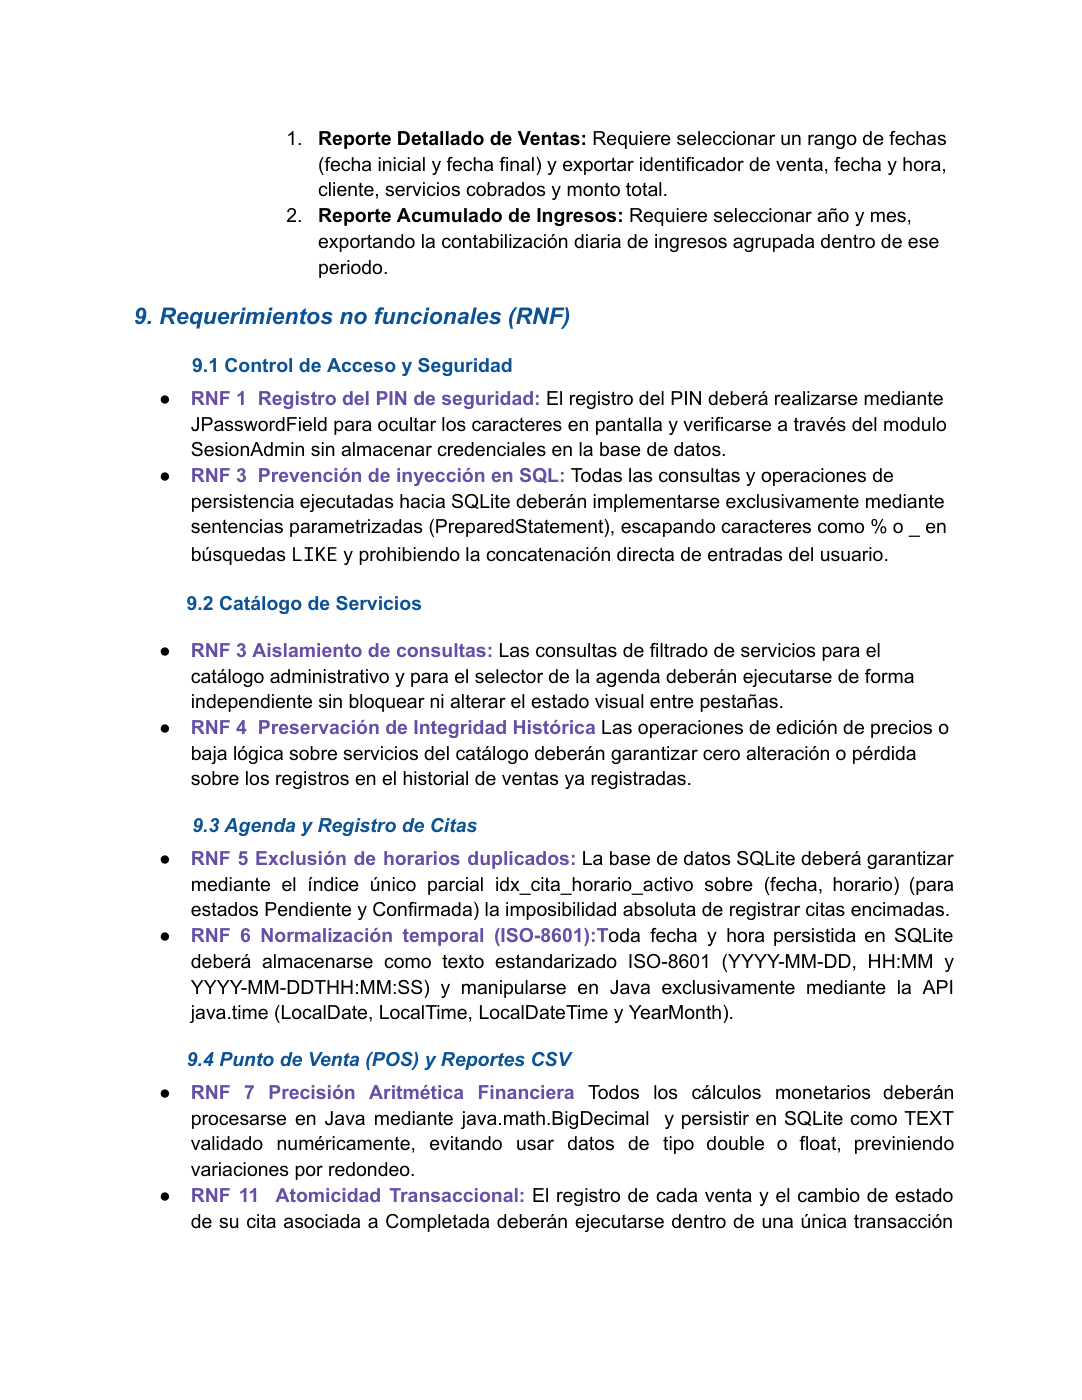 1. Reporte Detallado de Ventas: Requiere seleccionar un rango de fechas
(fecha inicial y fecha final) y exportar identificador de venta, fecha y hora,
cliente, servicios cobrados y monto total.
2. Reporte Acumulado de Ingresos: Requiere seleccionar año y mes,
exportando la contabilización diaria de ingresos agrupada dentro de ese
periodo.
9. Requerimientos no funcionales (RNF)
9.1 Control de Acceso y Seguridad
● RNF 1  Registro del PIN de seguridad: El registro del PIN deberá realizarse mediante
JPasswordField para ocultar los caracteres en pantalla y verificarse a través del modulo
SesionAdmin sin almacenar credenciales en la base de datos.
● RNF 3  Prevención de inyección en SQL: Todas las consultas y operaciones de
persistencia ejecutadas hacia SQLite deberán implementarse exclusivamente mediante
sentencias parametrizadas (PreparedStatement), escapando caracteres como % o _ en
búsquedas LIKE y prohibiendo la concatenación directa de entradas del usuario.
9.2 Catálogo de Servicios
● RNF 3 Aislamiento de consultas: Las consultas de filtrado de servicios para el
catálogo administrativo y para el selector de la agenda deberán ejecutarse de forma
independiente sin bloquear ni alterar el estado visual entre pestañas.
● RNF 4  Preservación de Integridad Histórica Las operaciones de edición de precios o
baja lógica sobre servicios del catálogo deberán garantizar cero alteración o pérdida
sobre los registros en el historial de ventas ya registradas.
9.3 Agenda y Registro de Citas
● RNF 5 Exclusión de horarios duplicados: La base de datos SQLite deberá garantizar
mediante el índice único parcial idx_cita_horario_activo sobre (fecha, horario) (para
estados Pendiente y Confirmada) la imposibilidad absoluta de registrar citas encimadas.
● RNF 6 Normalización temporal (ISO-8601):Toda fecha y hora persistida en SQLite
deberá almacenarse como texto estandarizado ISO-8601 (YYYY-MM-DD, HH:MM y
YYYY-MM-DDTHH:MM:SS) y manipularse en Java exclusivamente mediante la API
java.time (LocalDate, LocalTime, LocalDateTime y YearMonth).
9.4 Punto de Venta (POS) y Reportes CSV
● RNF 7 Precisión Aritmética Financiera Todos los cálculos monetarios deberán
procesarse en Java mediante java.math.BigDecimal  y persistir en SQLite como TEXT
validado numéricamente, evitando usar datos de tipo double o float, previniendo
variaciones por redondeo.
● RNF 11  Atomicidad Transaccional: El registro de cada venta y el cambio de estado
de su cita asociada a Completada deberán ejecutarse dentro de una única transacción